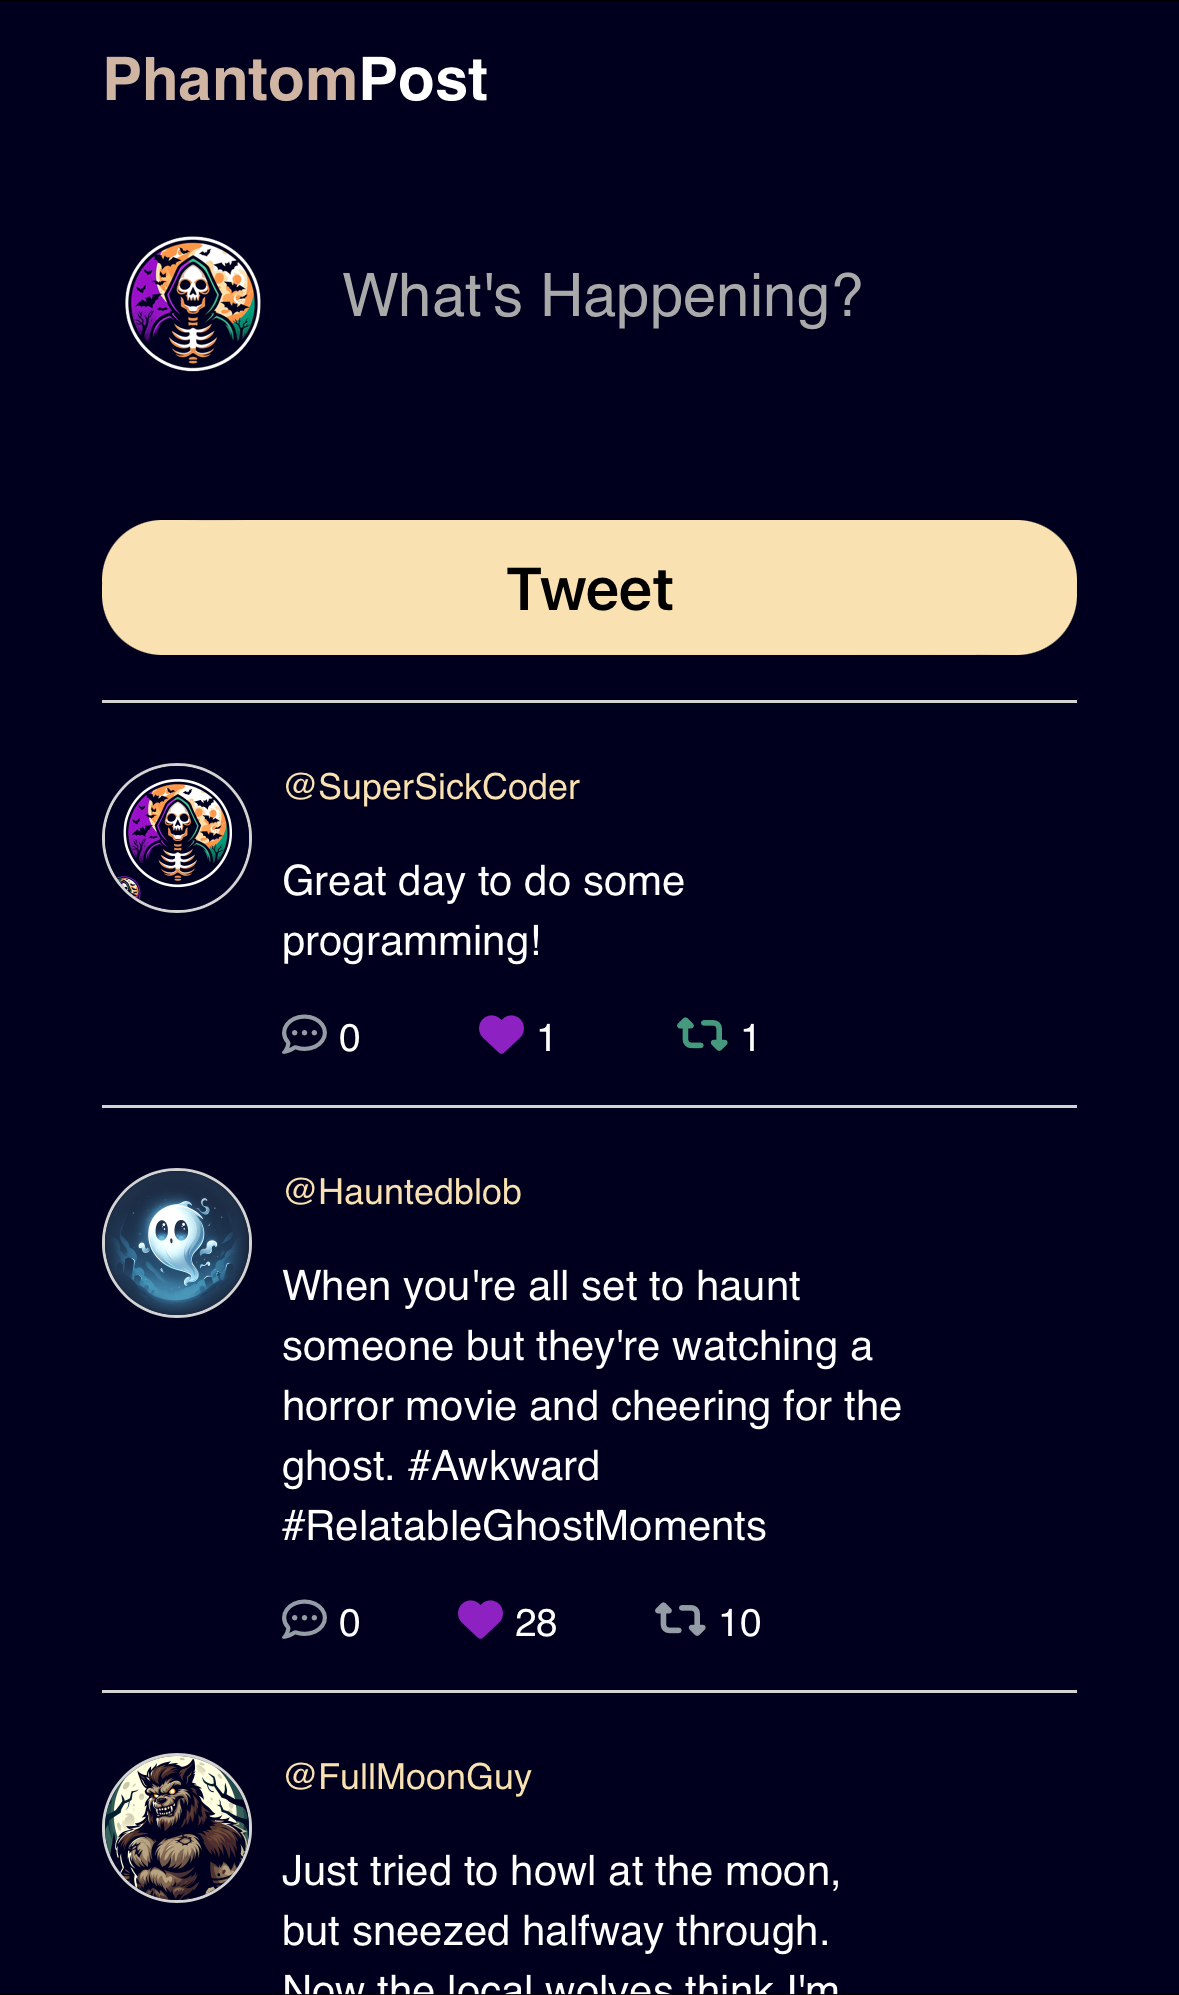 PhantomPost
What's Happening?
Tweet
@SuperSickCoder
Great day to do some
programming!
0 1 1
@Hauntedblob
When you're all set to haunt
someone but they're watching a
horror movie and cheering for the
ghost. #Awkward
#RelatableGhostMoments
0 28 10
@FullMoonGuy
Just tried to howl at the moon,
but sneezed halfway through.
Now the local wolves think I'm